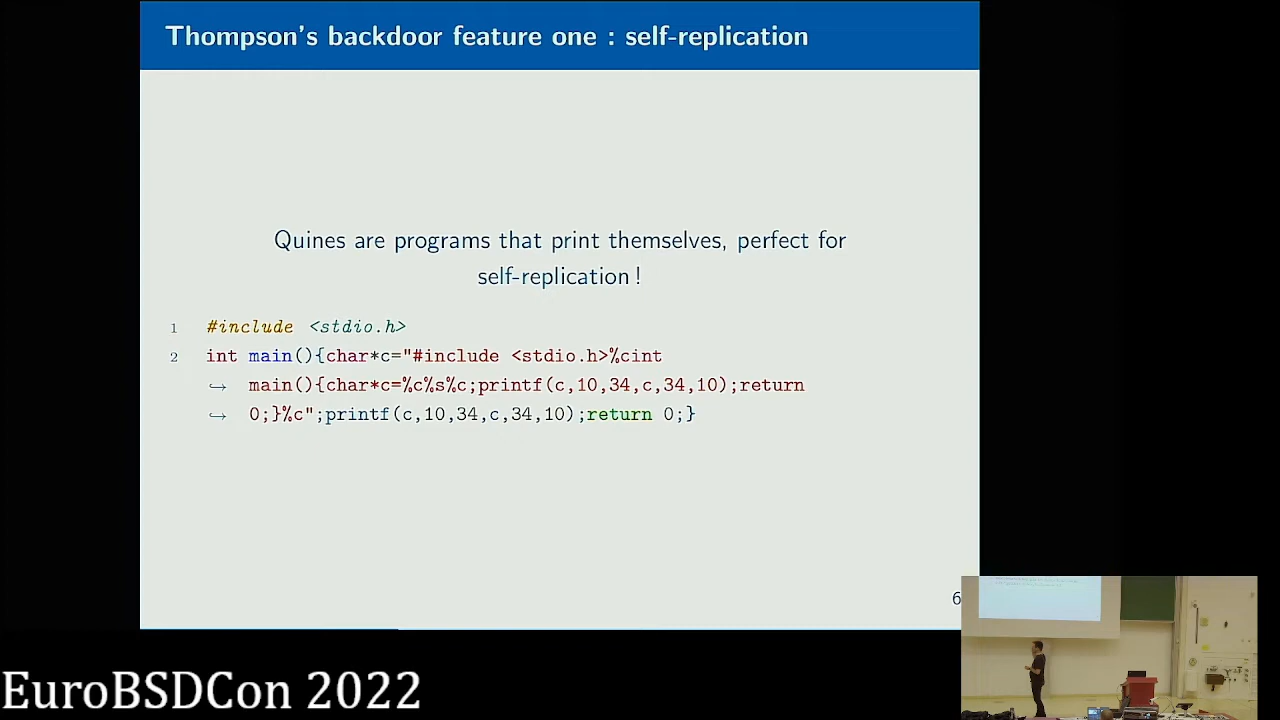 Thompson's backdoor feature one : self-replication
Quines are programs that print themselves, perfect for
self-replication !
1 #include <stdio.h>
2 int main(){char*c="#include <stdio.h>%cint
↪ main(){char*c=%c%s%c;printf(c,10,34,c,34,10);return
↪ 0;}%c";printf(c,10,34,c,34,10);return 0;}
6
EuroBSDCon 2022